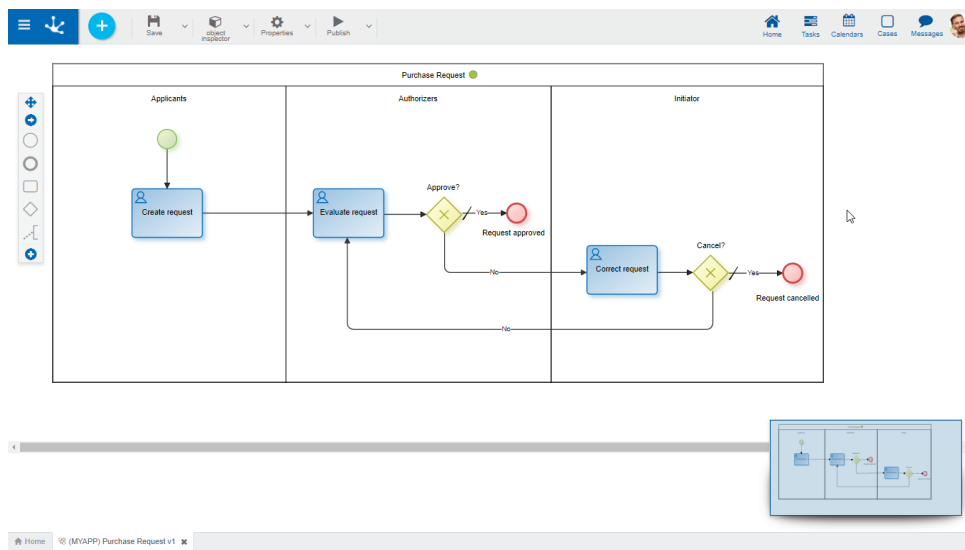 Save
object
inspector
Properties
Publish
Home
Tasks
Calendars
Cases
Messages
Purchase Request
Applicants
Authorizers
Initiator
Create request
Evaluate request
Approve?
Yes
Request approved
No
Correct request
Cancel?
Yes
Request cancelled
No
Home
(MYAPP) Purchase Request v1